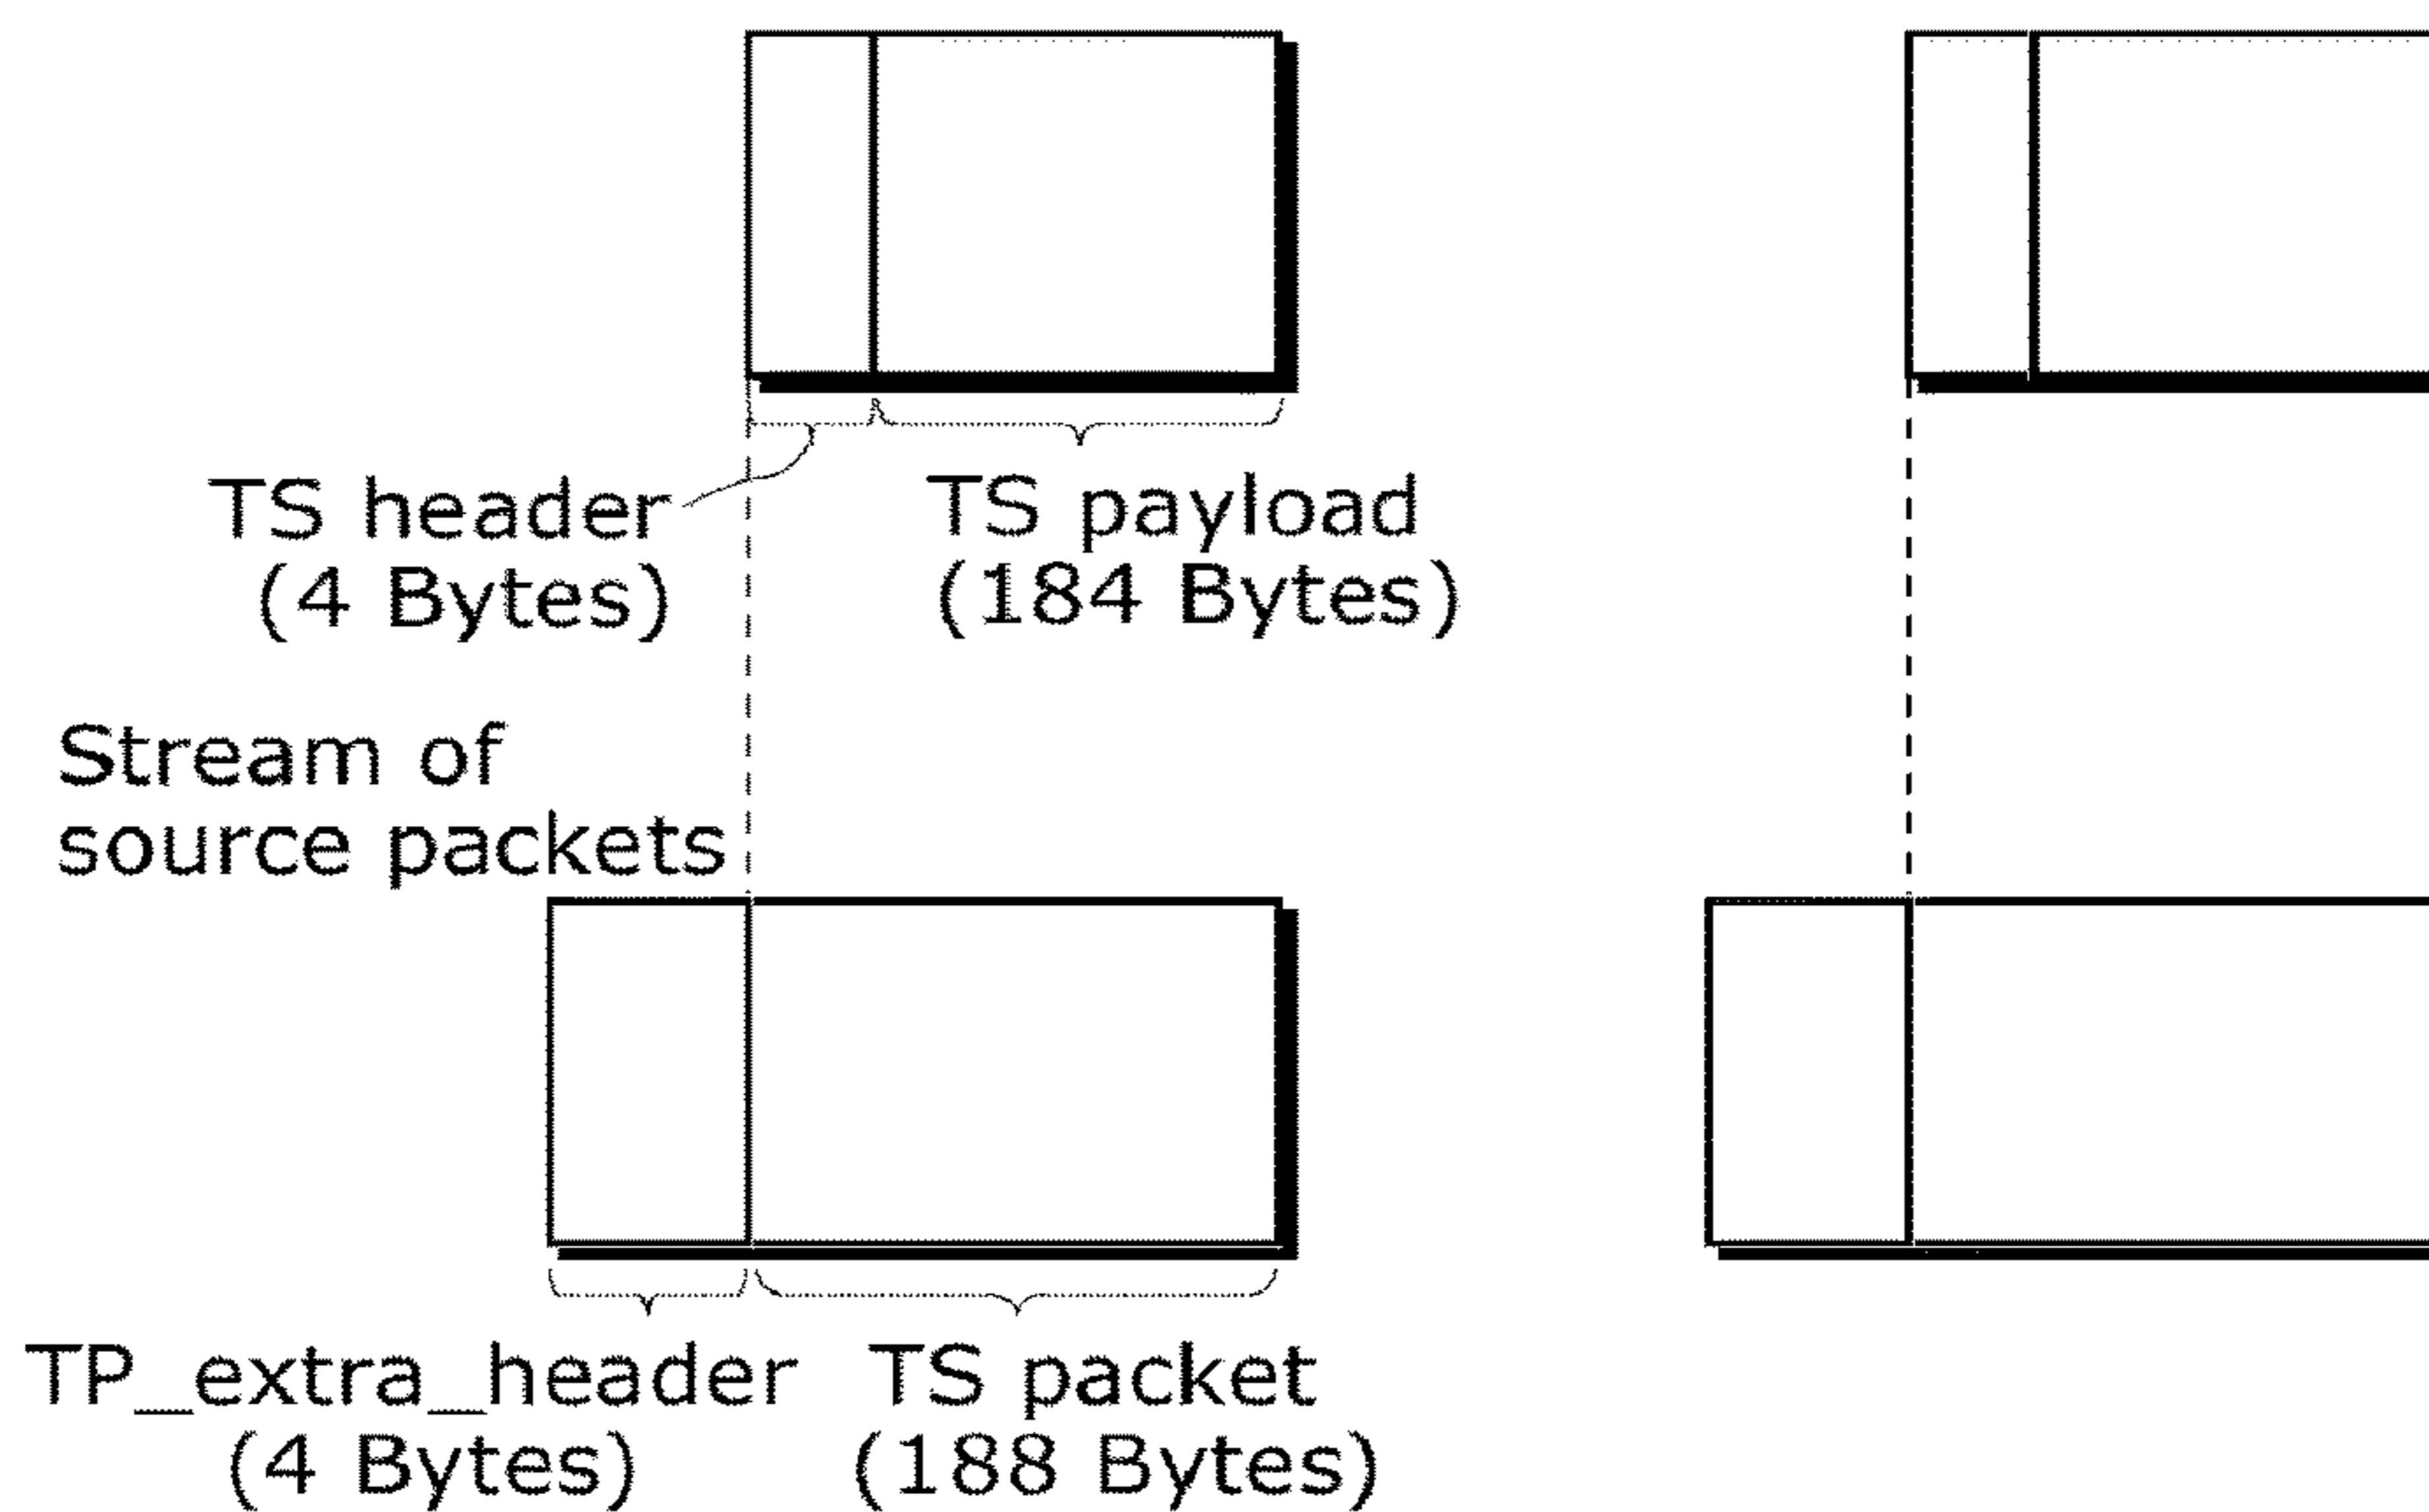 TS header
(4 Bytes)
TS payload
(184 Bytes)
Stream of
source packets
TP_extra_header
(4 Bytes)
TS packet
(188 Bytes)